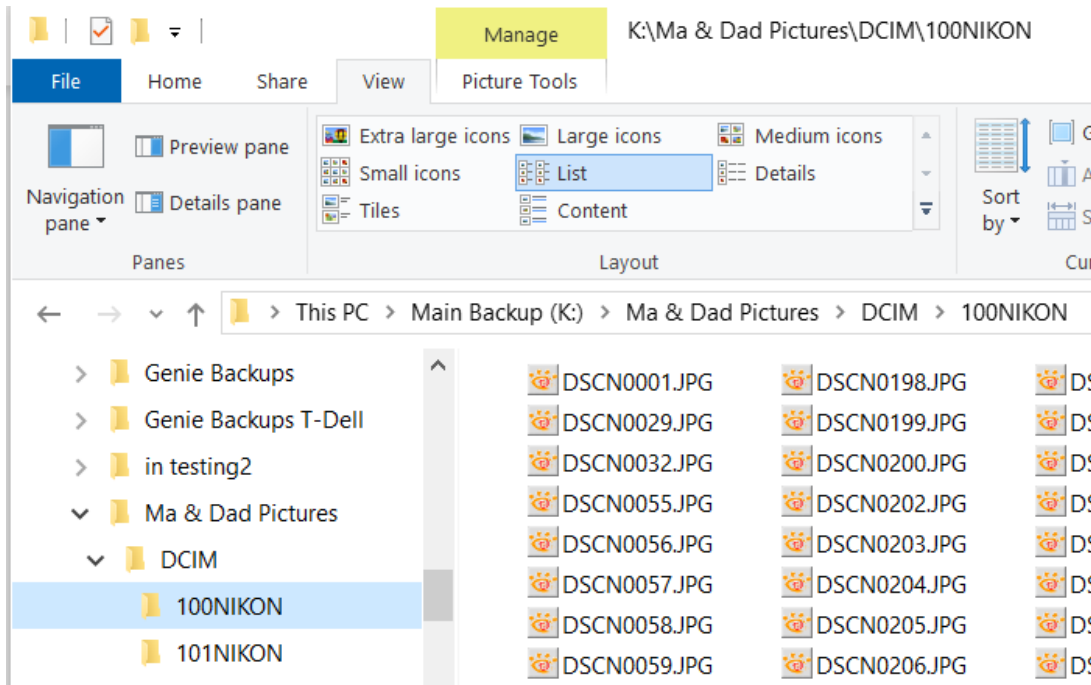 Manage K:\Ma & Dad Pictures\DCIM\100NIKON
File Home Share View Picture Tools
Navigation pane
Preview pane
Details pane
Extra large icons Large icons Medium icons
Small icons List Details
Tiles Content
Sort by
Panes Layout
This PC > Main Backup (K:) > Ma & Dad Pictures > DCIM > 100NIKON
Genie Backups
Genie Backups T-Dell
in testing2
Ma & Dad Pictures
DCIM
100NIKON
101NIKON
DSCN0001.JPG DSCN0198.JPG
DSCN0029.JPG DSCN0199.JPG
DSCN0032.JPG DSCN0200.JPG
DSCN0055.JPG DSCN0202.JPG
DSCN0056.JPG DSCN0203.JPG
DSCN0057.JPG DSCN0204.JPG
DSCN0058.JPG DSCN0205.JPG
DSCN0059.JPG DSCN0206.JPG